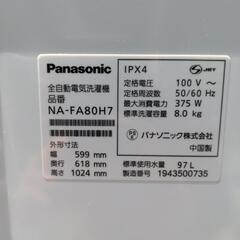 Panasonic
全自動電気洗濯機
品番
NA-FA80H7
外形寸法
幅 599 mm
奥行 618 mm
高さ 1024 mm
IPX4
JET
定格電圧 100 V～
定格周波数 50/60 Hz
最大消費電力 375 W
標準洗濯容量 8.0 kg
パナソニック株式会社
中国製
標準使用水量 97 L
製造番号 1943500735